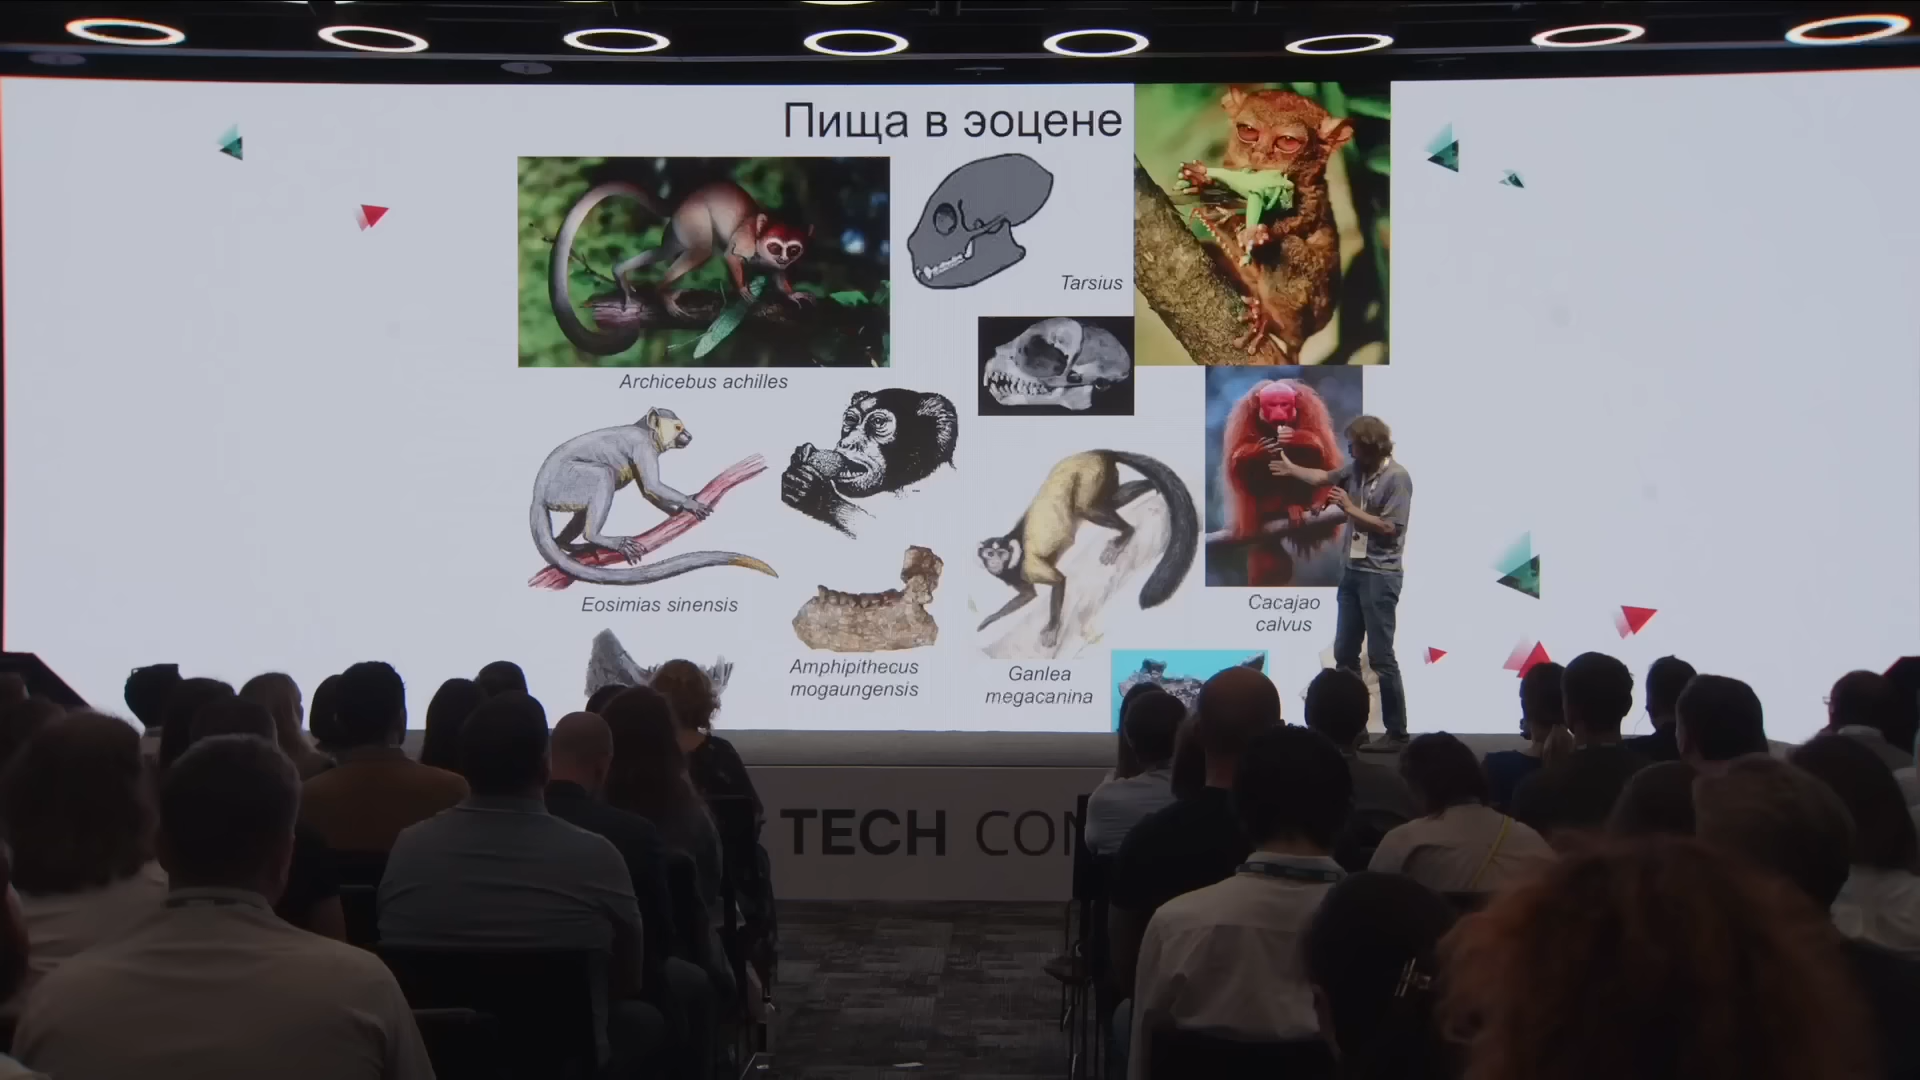 Пища в эоцене
Tarsius
Archicebus achilles
Eosimias sinensis
Amphipithecus
mogaungensis
Ganlea
megacanina
Cacajao
calvus
TECH CON